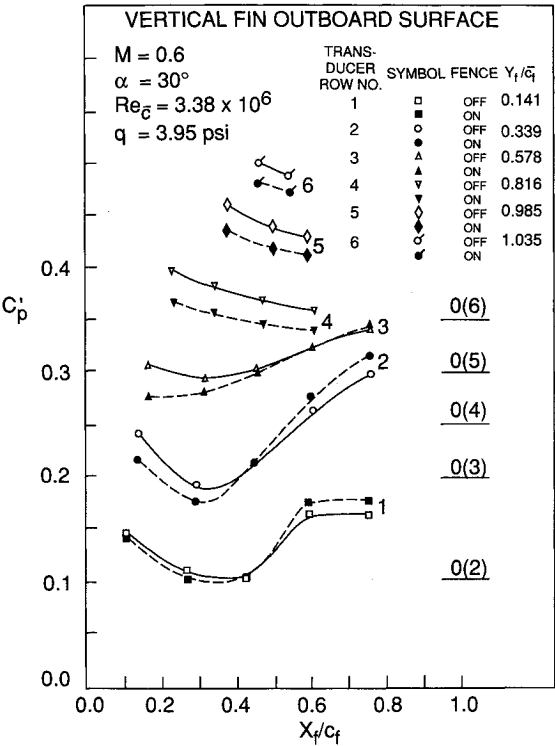 VERTICAL FIN OUTBOARD SURFACE
M = 0.6
α = 30°
Re_c̄ = 3.38 x 10⁶
q = 3.95 psi
TRANS-
DUCER
ROW NO. SYMBOL FENCE Y_f/c̄_f
1 □ OFF 0.141
■ ON
2 ○ OFF 0.339
● ON
3 △ OFF 0.578
▲ ON
4 ▽ OFF 0.816
▼ ON
5 ◇ OFF 0.985
◆ ON
6 OFF 1.035
ON
6
5
4
3
2
1
0(6)
0(5)
0(4)
0(3)
0(2)
C'_p
0.4
0.3
0.2
0.1
0.0
0.0 0.2 0.4 0.6 0.8 1.0
X_f/c_f